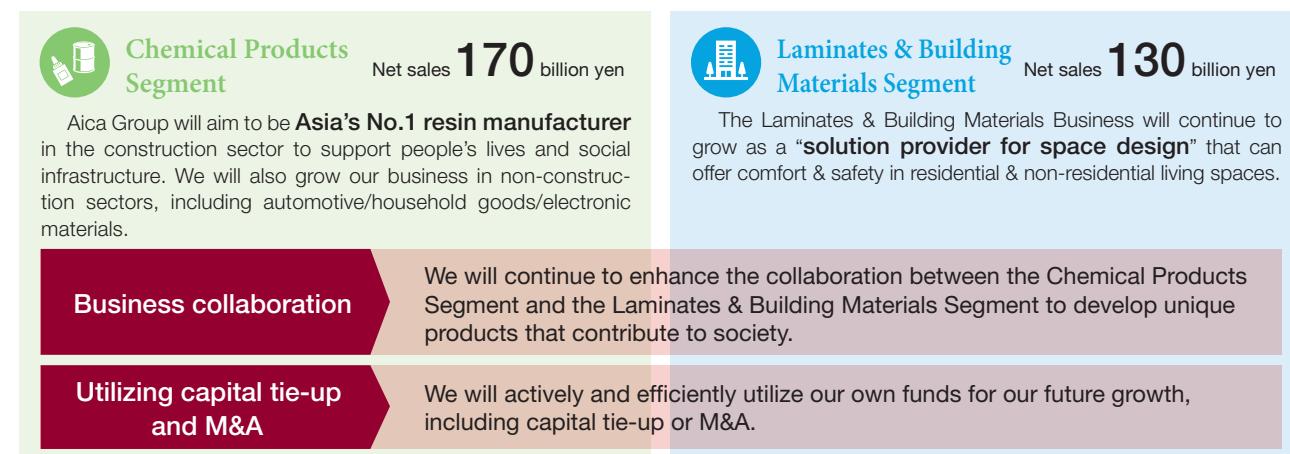 Chemical Products
Segment
Net sales 170 billion yen
Aica Group will aim to be Asia's No.1 resin manufacturer
in the construction sector to support people's lives and social
infrastructure. We will also grow our business in non-construc-
tion sectors, including automotive/household goods/electronic
materials.
Laminates & Building
Materials Segment
Net sales 130 billion yen
The Laminates & Building Materials Business will continue to
grow as a “solution provider for space design” that can
offer comfort & safety in residential & non-residential living spaces.
Business collaboration
We will continue to enhance the collaboration between the Chemical Products
Segment and the Laminates & Building Materials Segment to develop unique
products that contribute to society.
Utilizing capital tie-up
and M&A
We will actively and efficiently utilize our own funds for our future growth,
including capital tie-up or M&A.